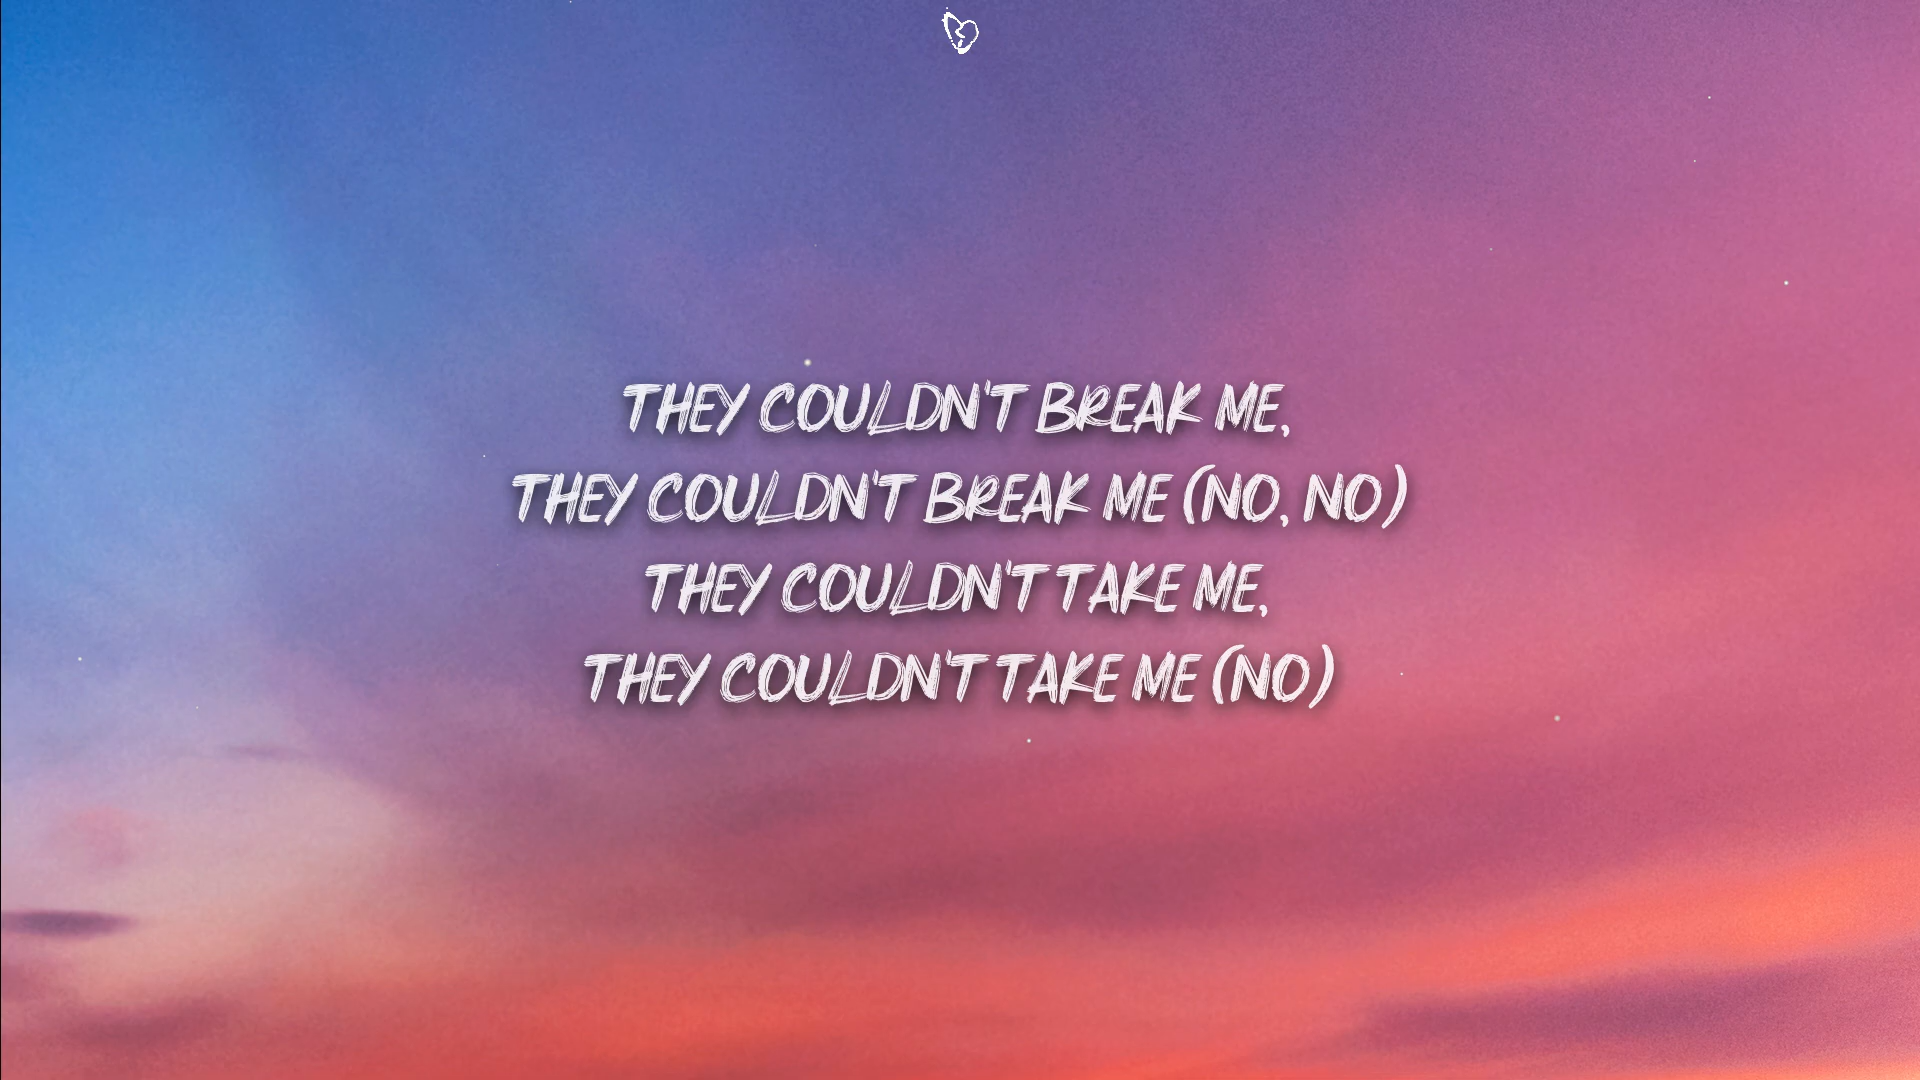 THEY COULDN'T BREAK ME,
THEY COULDN'T BREAK ME (NO, NO)
THEY COULDN'T TAKE ME,
THEY COULDN'T TAKE ME (NO)